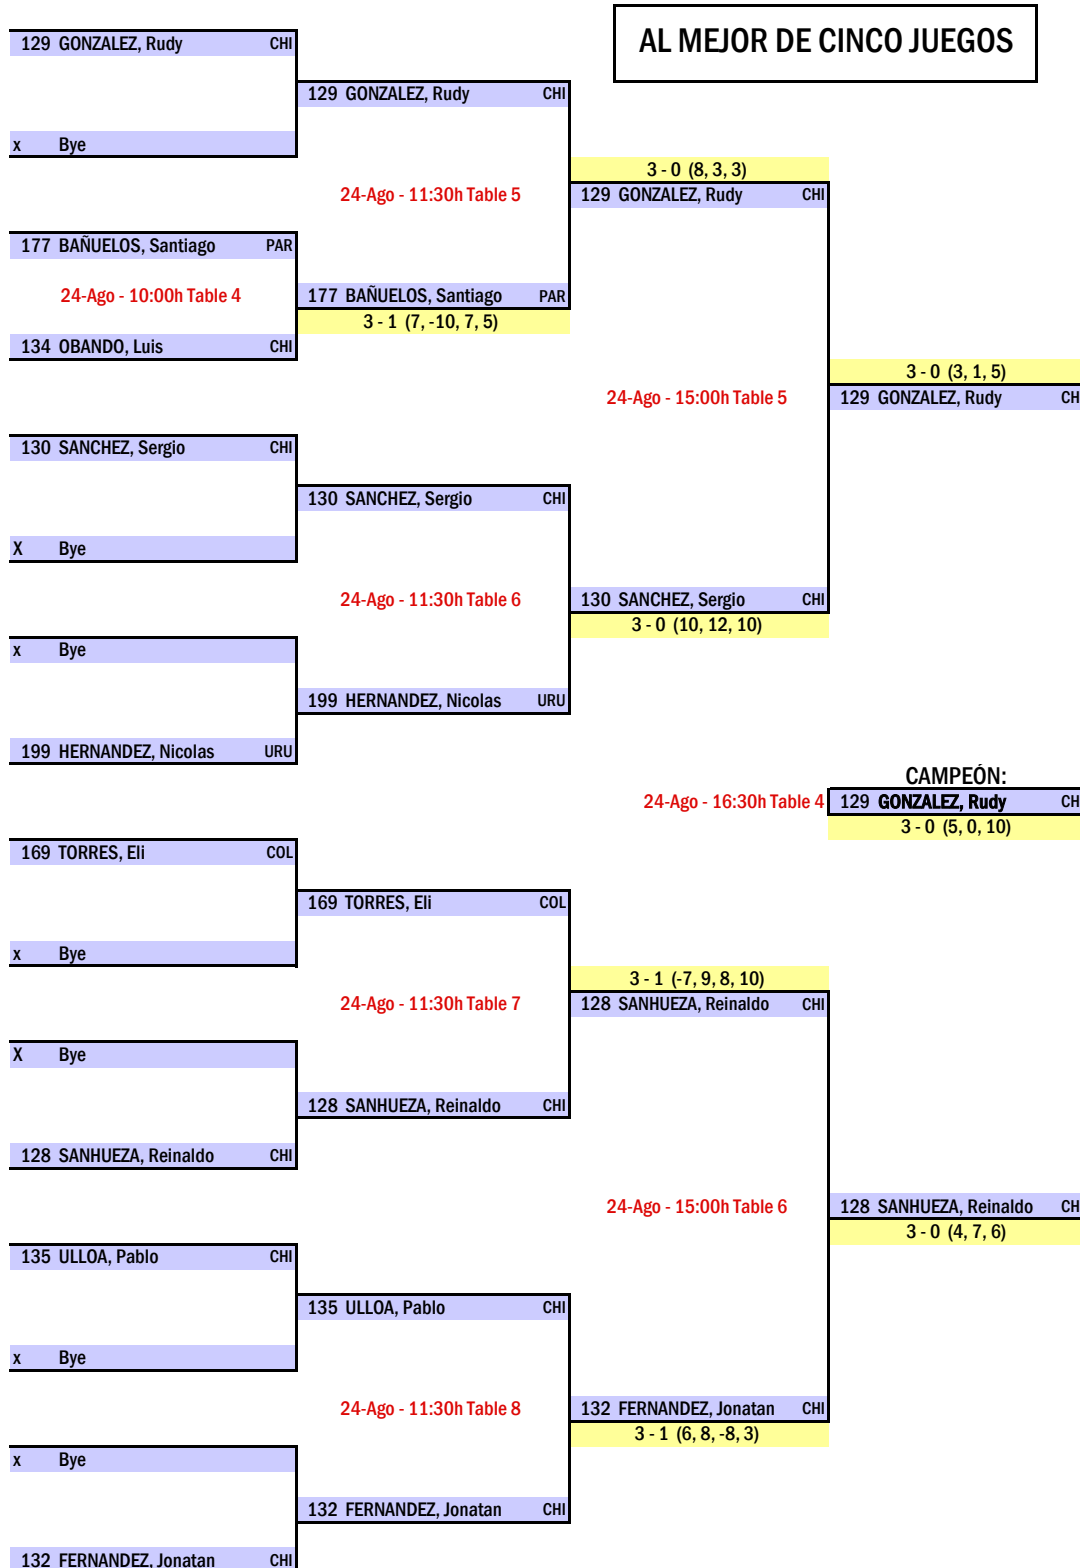 AL MEJOR DE CINCO JUEGOS
129 GONZALEZ, Rudy CHI
129 GONZALEZ, Rudy CHI
x Bye
3 - 0 (8, 3, 3)
24-Ago - 11:30h Table 5
129 GONZALEZ, Rudy CHI
177 BAÑUELOS, Santiago PAR
24-Ago - 10:00h Table 4
177 BAÑUELOS, Santiago PAR
3 - 1 (7, -10, 7, 5)
134 OBANDO, Luis CHI
3 - 0 (3, 1, 5)
24-Ago - 15:00h Table 5
129 GONZALEZ, Rudy CH
130 SANCHEZ, Sergio CHI
130 SANCHEZ, Sergio CHI
X Bye
24-Ago - 11:30h Table 6
130 SANCHEZ, Sergio CHI
3 - 0 (10, 12, 10)
x Bye
199 HERNANDEZ, Nicolas URU
199 HERNANDEZ, Nicolas URU
CAMPEÓN:
24-Ago - 16:30h Table 4
129 GONZALEZ, Rudy CH
3 - 0 (5, 0, 10)
169 TORRES, Eli COL
169 TORRES, Eli COL
x Bye
3 - 1 (-7, 9, 8, 10)
24-Ago - 11:30h Table 7
128 SANHUEZA, Reinaldo CHI
X Bye
128 SANHUEZA, Reinaldo CHI
128 SANHUEZA, Reinaldo CHI
24-Ago - 15:00h Table 6
128 SANHUEZA, Reinaldo CH
3 - 0 (4, 7, 6)
135 ULLOA, Pablo CHI
135 ULLOA, Pablo CHI
x Bye
24-Ago - 11:30h Table 8
132 FERNANDEZ, Jonatan CHI
3 - 1 (6, 8, -8, 3)
x Bye
132 FERNANDEZ, Jonatan CHI
132 FERNANDEZ, Jonatan CHI